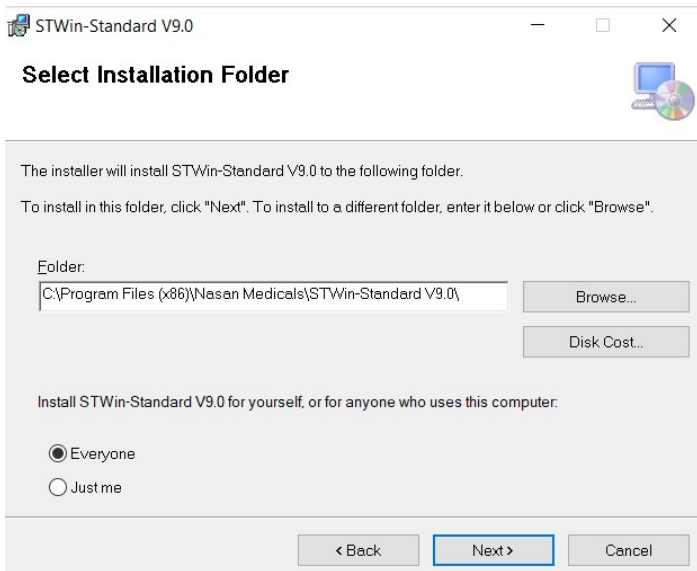 STWin-Standard V9.0
Select Installation Folder
The installer will install STWin-Standard V9.0 to the following folder.
To install in this folder, click "Next". To install to a different folder, enter it below or click "Browse".
Folder:
C:\Program Files (x86)\Nasan Medicals\STWin-Standard V9.0\
Browse...
Disk Cost...
Install STWin-Standard V9.0 for yourself, or for anyone who uses this computer:
Everyone
Just me
< Back
Next >
Cancel